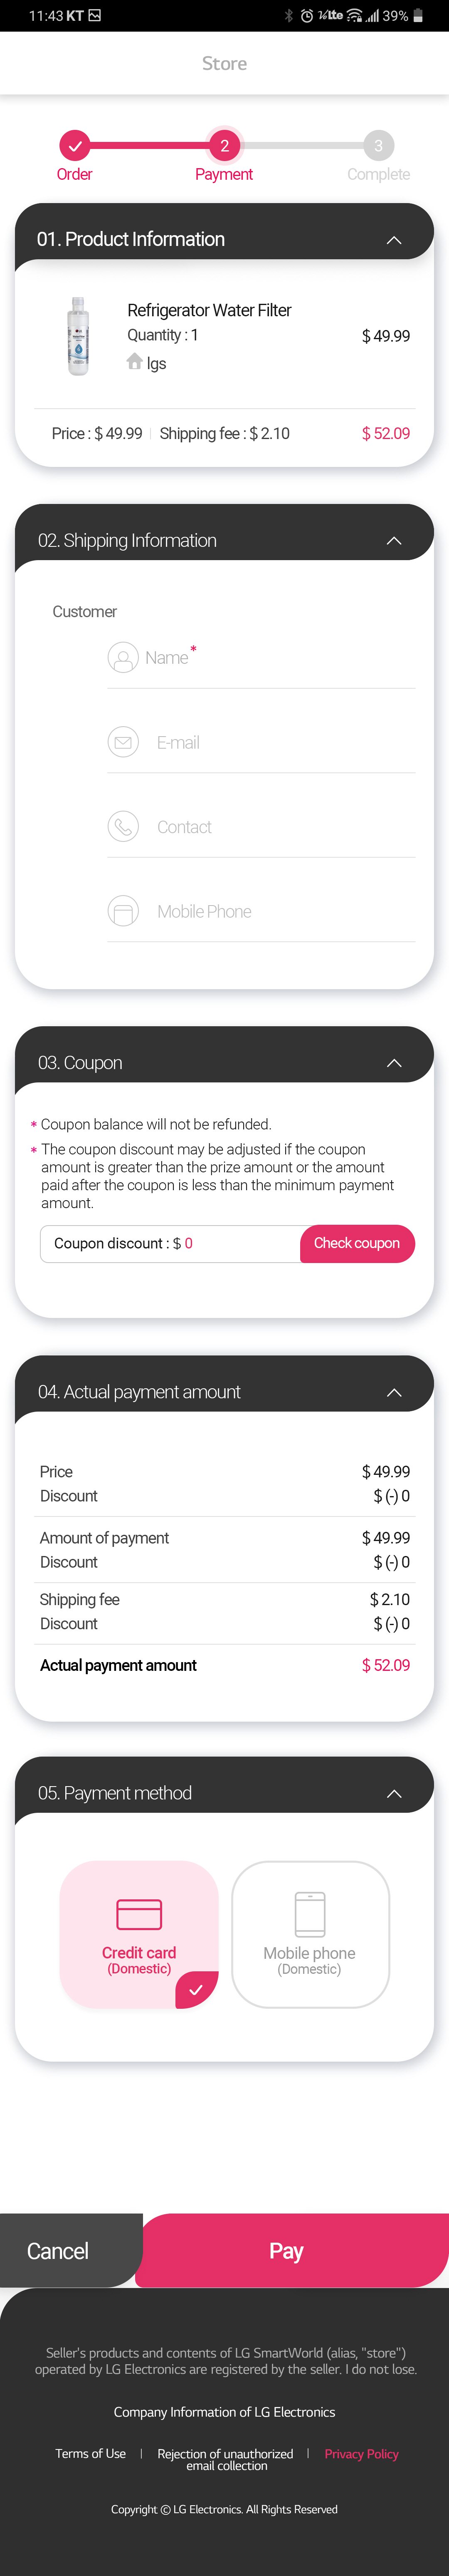 11:43 KT VoLTE 39%
Store
2 3
Order Payment Complete
01. Product Information
Refrigerator Water Filter
Quantity : 1
$ 49.99
lgs
Price : $ 49.99 | Shipping fee : $ 2.10 $ 52.09
02. Shipping Information
Customer
Name *
E-mail
Contact
Mobile Phone
03. Coupon
* Coupon balance will not be refunded.
* The coupon discount may be adjusted if the coupon
amount is greater than the prize amount or the amount
paid after the coupon is less than the minimum payment
amount.
Coupon discount : $ 0 Check coupon
04. Actual payment amount
Price $ 49.99
Discount $ (-) 0
Amount of payment $ 49.99
Discount $ (-) 0
Shipping fee $ 2.10
Discount $ (-) 0
Actual payment amount $ 52.09
05. Payment method
Credit card Mobile phone
(Domestic) (Domestic)
Cancel Pay
Seller's products and contents of LG SmartWorld (alias, "store")
operated by LG Electronics are registered by the seller. I do not lose.
Company Information of LG Electronics
Terms of Use | Rejection of unauthorized | Privacy Policy
email collection
Copyright © LG Electronics. All Rights Reserved